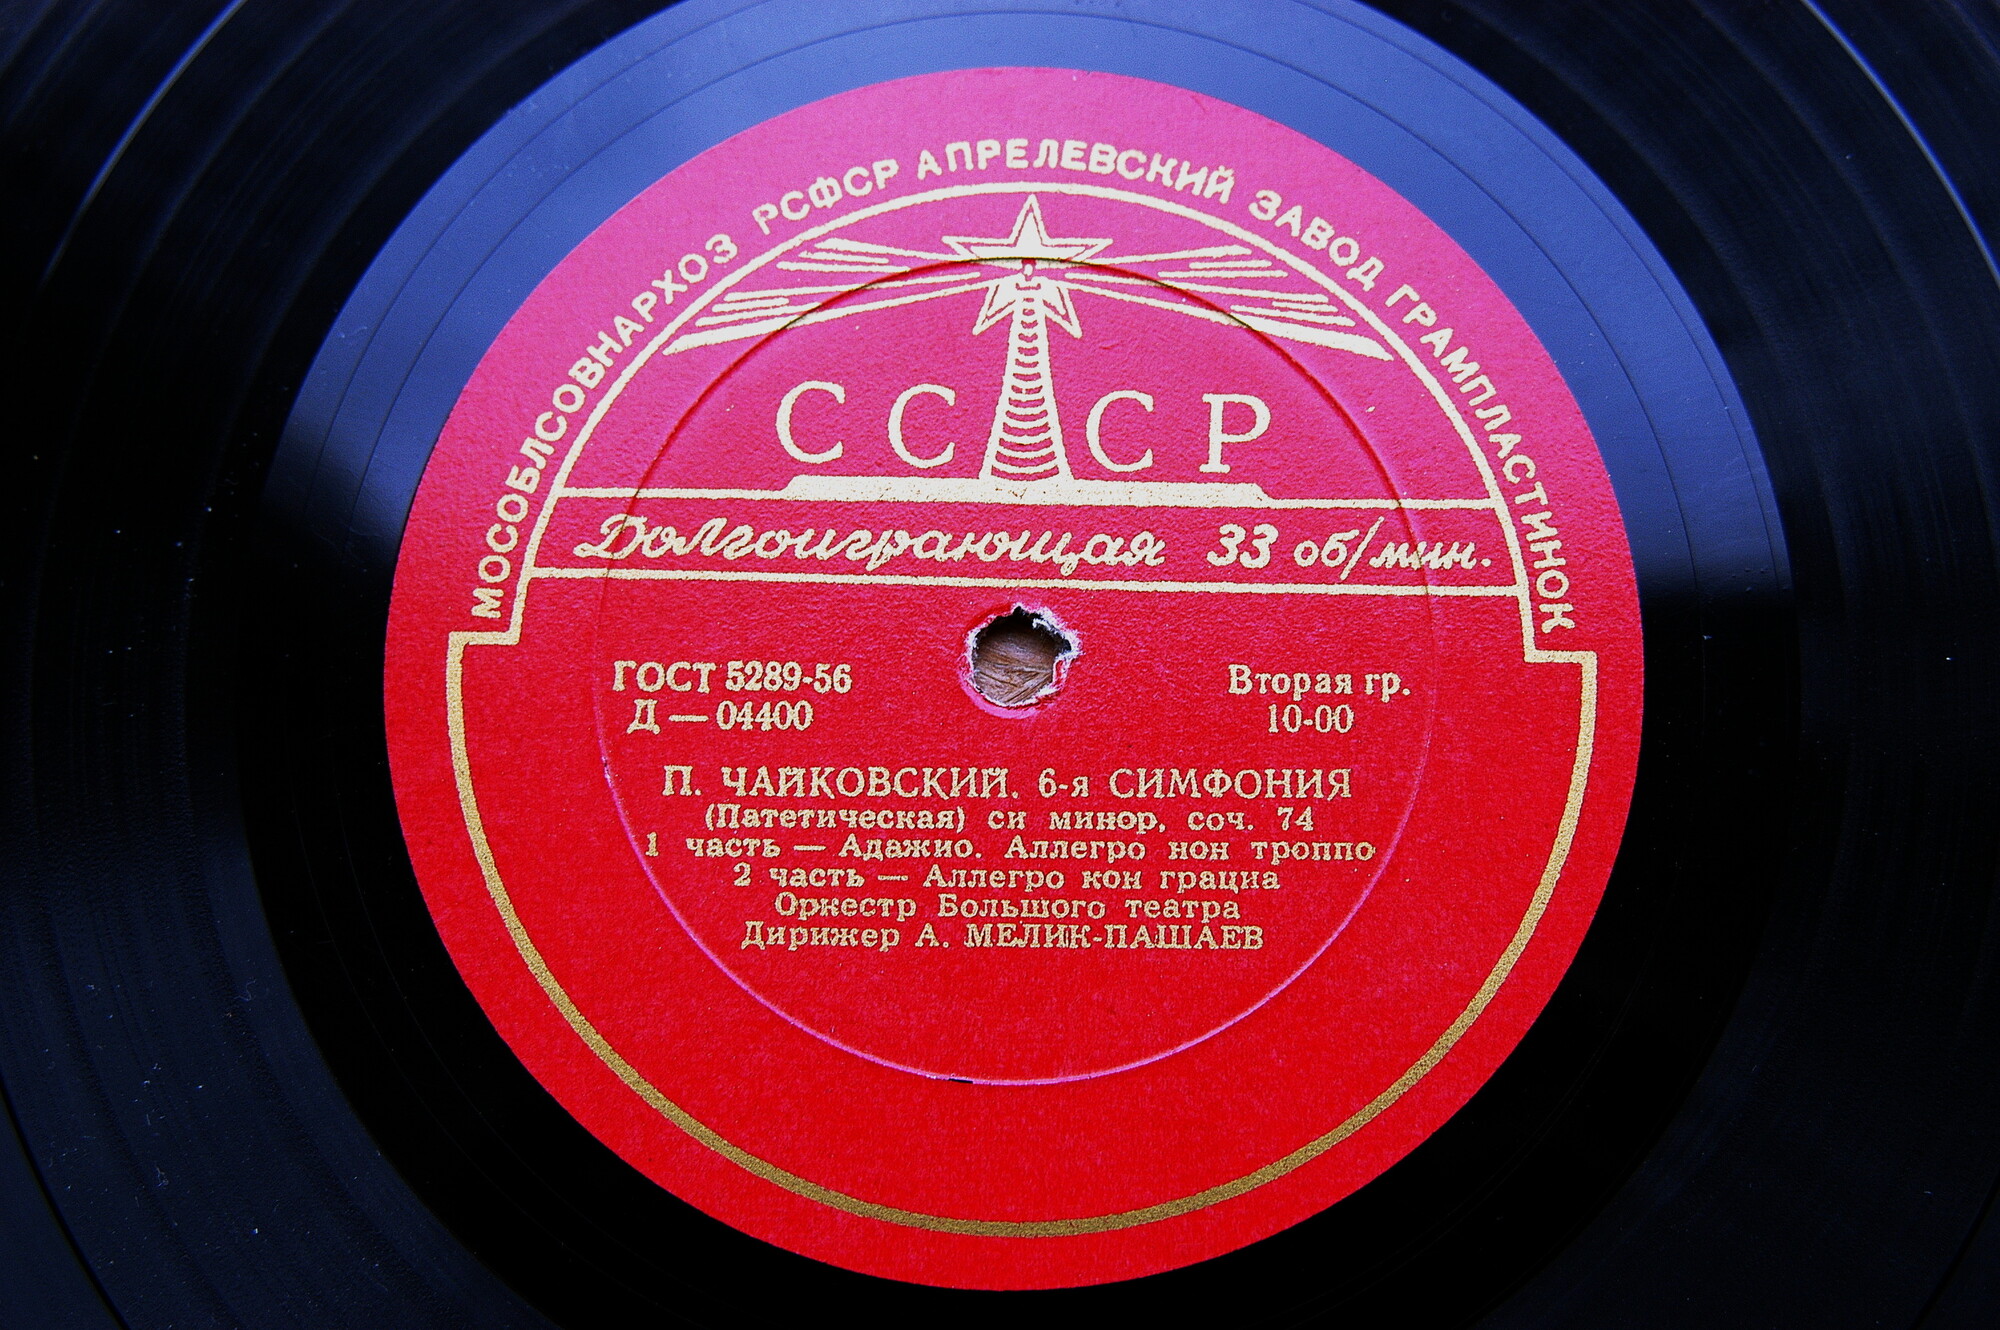 МОСОБЛСОВНАРХОЗ РСФСР АПРЕЛЕВСКИЙ ЗАВОД ГРАМПЛАСТИНОК
СССР
Долгоиграющая 33 об/мин.
ГОСТ 5289-56
Д — 04400
Вторая гр.
10-00
П. ЧАЙКОВСКИЙ. 6-я СИМФОНИЯ
(Патетическая) си минор, соч. 74
1 часть — Адажио. Аллегро нон троппо
2 часть — Аллегро кон грациа
Оркестр Большого театра
Дирижер А. МЕЛИК-ПАШАЕВ